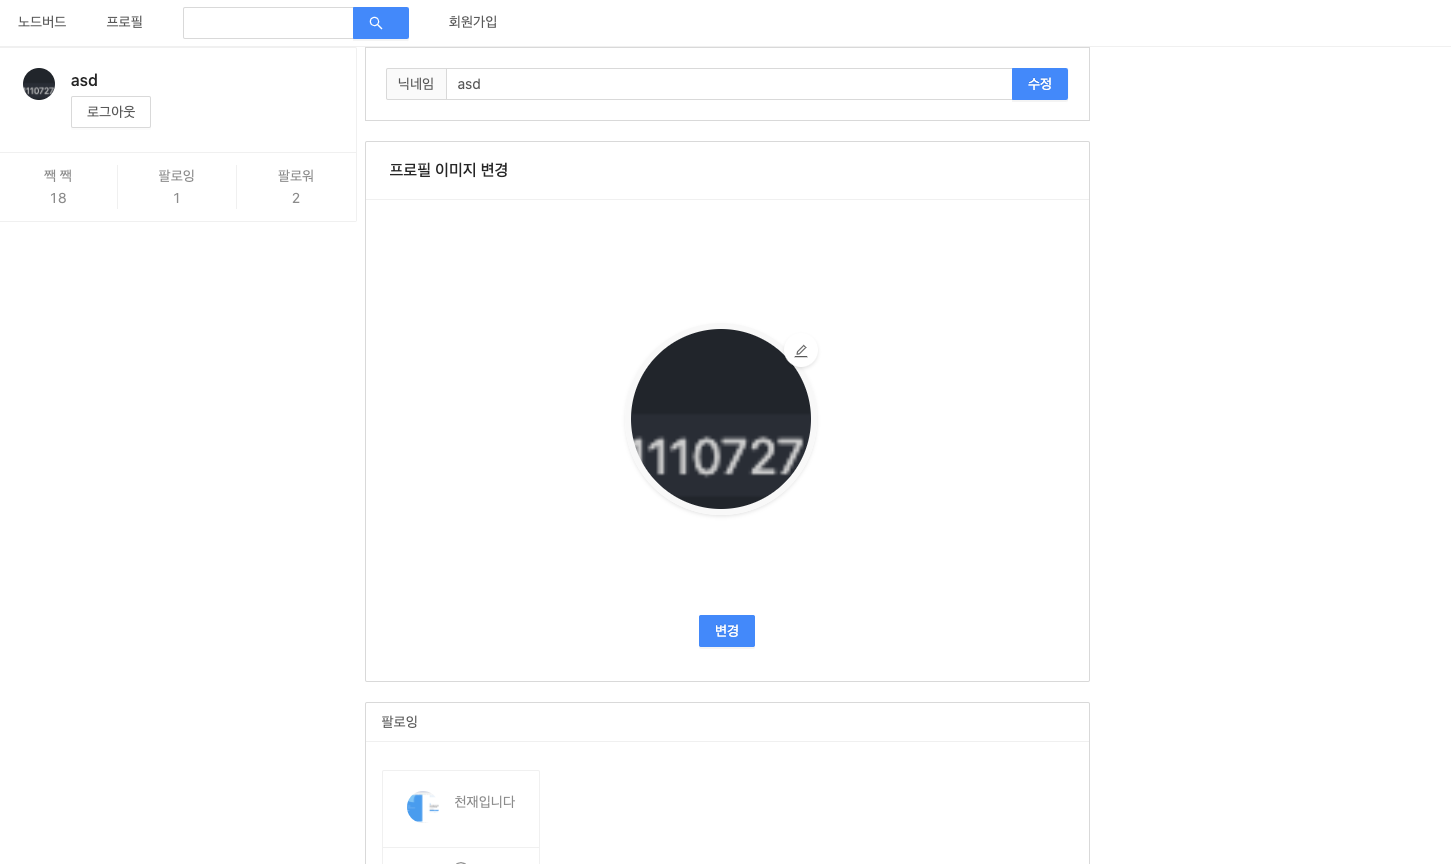 노드버드 프로필 회원가입
asd
로그아웃
짹 짹 팔로잉 팔로워
18 1 2
닉네임 asd 수정
프로필 이미지 변경
1110727
변경
팔로잉
천재입니다